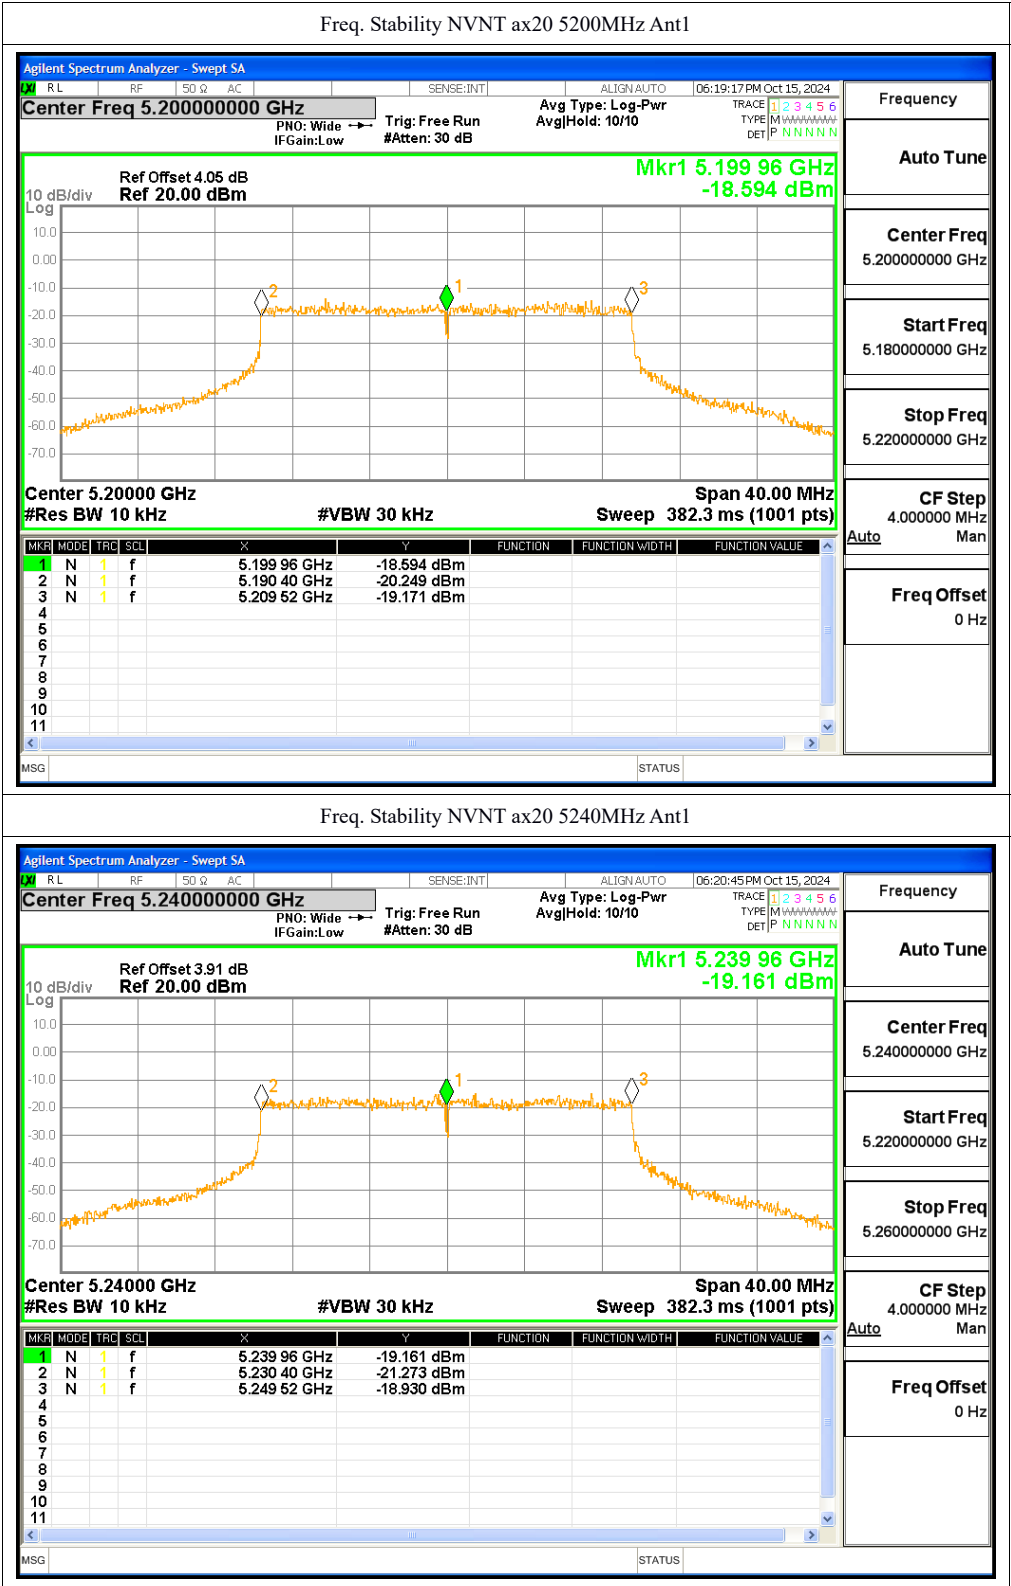 Freq. Stability NVNT ax20 5200MHz Ant1
Agilent Spectrum Analyzer - Swept SA
LXI RL RF 50 Ω AC SENSE:INT ALIGN AUTO 06:19:17 PM Oct 15, 2024
Center Freq 5.200000000 GHz
PNO: Wide
IFGain:Low
Trig: Free Run
#Atten: 30 dB
Avg Type: Log-Pwr
Avg|Hold: 10/10
TRACE 1 2 3 4 5 6
TYPE M
DET P N N N N N
Mkr1 5.199 96 GHz
-18.594 dBm
Ref Offset 4.05 dB
10 dB/div Ref 20.00 dBm
Log
10.0
0.00
-10.0
-20.0
-30.0
-40.0
-50.0
-60.0
-70.0
2
1
3
Center 5.20000 GHz Span 40.00 MHz
#Res BW 10 kHz #VBW 30 kHz Sweep 382.3 ms (1001 pts)
MKR MODE TRC SCL X Y FUNCTION FUNCTION WIDTH FUNCTION VALUE
1 N 1 f 5.199 96 GHz -18.594 dBm
2 N 1 f 5.190 40 GHz -20.249 dBm
3 N 1 f 5.209 52 GHz -19.171 dBm
4
5
6
7
8
9
10
11
MSG STATUS
Frequency
Auto Tune
Center Freq
5.200000000 GHz
Start Freq
5.180000000 GHz
Stop Freq
5.220000000 GHz
CF Step
4.000000 MHz
Auto Man
Freq Offset
0 Hz
Freq. Stability NVNT ax20 5240MHz Ant1
Agilent Spectrum Analyzer - Swept SA
LXI RL RF 50 Ω AC SENSE:INT ALIGN AUTO 06:20:45 PM Oct 15, 2024
Center Freq 5.240000000 GHz
PNO: Wide
IFGain:Low
Trig: Free Run
#Atten: 30 dB
Avg Type: Log-Pwr
Avg|Hold: 10/10
TRACE 1 2 3 4 5 6
TYPE M
DET P N N N N N
Mkr1 5.239 96 GHz
-19.161 dBm
Ref Offset 3.91 dB
10 dB/div Ref 20.00 dBm
Log
10.0
0.00
-10.0
-20.0
-30.0
-40.0
-50.0
-60.0
-70.0
2
1
3
Center 5.24000 GHz Span 40.00 MHz
#Res BW 10 kHz #VBW 30 kHz Sweep 382.3 ms (1001 pts)
MKR MODE TRC SCL X Y FUNCTION FUNCTION WIDTH FUNCTION VALUE
1 N 1 f 5.239 96 GHz -19.161 dBm
2 N 1 f 5.230 40 GHz -21.273 dBm
3 N 1 f 5.249 52 GHz -18.930 dBm
4
5
6
7
8
9
10
11
MSG STATUS
Frequency
Auto Tune
Center Freq
5.240000000 GHz
Start Freq
5.220000000 GHz
Stop Freq
5.260000000 GHz
CF Step
4.000000 MHz
Auto Man
Freq Offset
0 Hz